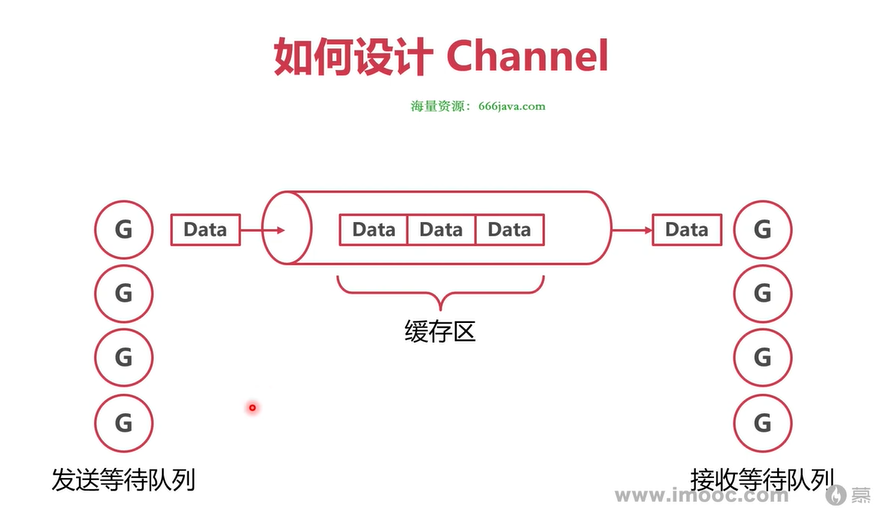 如何设计 Channel
海量资源：666java.com
G Data Data Data Data Data G
G G
缓存区
G G
G G
发送等待队列 接收等待队列
www.imooc.com 慕